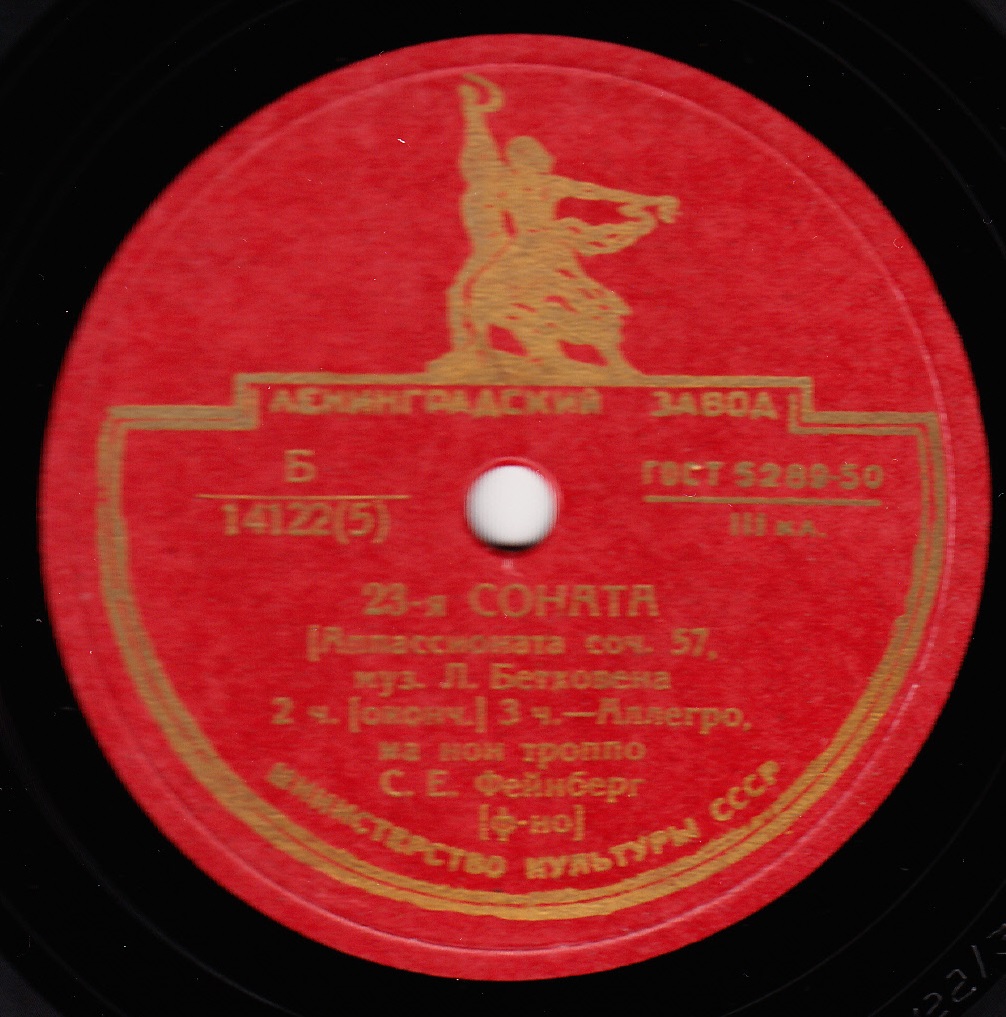 ЛЕНИНГРАДСКИЙ ЗАВОД
Б
14122(5)
ГОСТ 5289-50
III кл.
23-я СОНАТА
[Аппассионата соч. 57,
муз. Л. Бетховена
2 ч. [оконч.] 3 ч.—Аллегро,
ма нон троппо
С. Е. Фейнберг
[ф-но]
МИНИСТЕРСТВО КУЛЬТУРЫ СССР